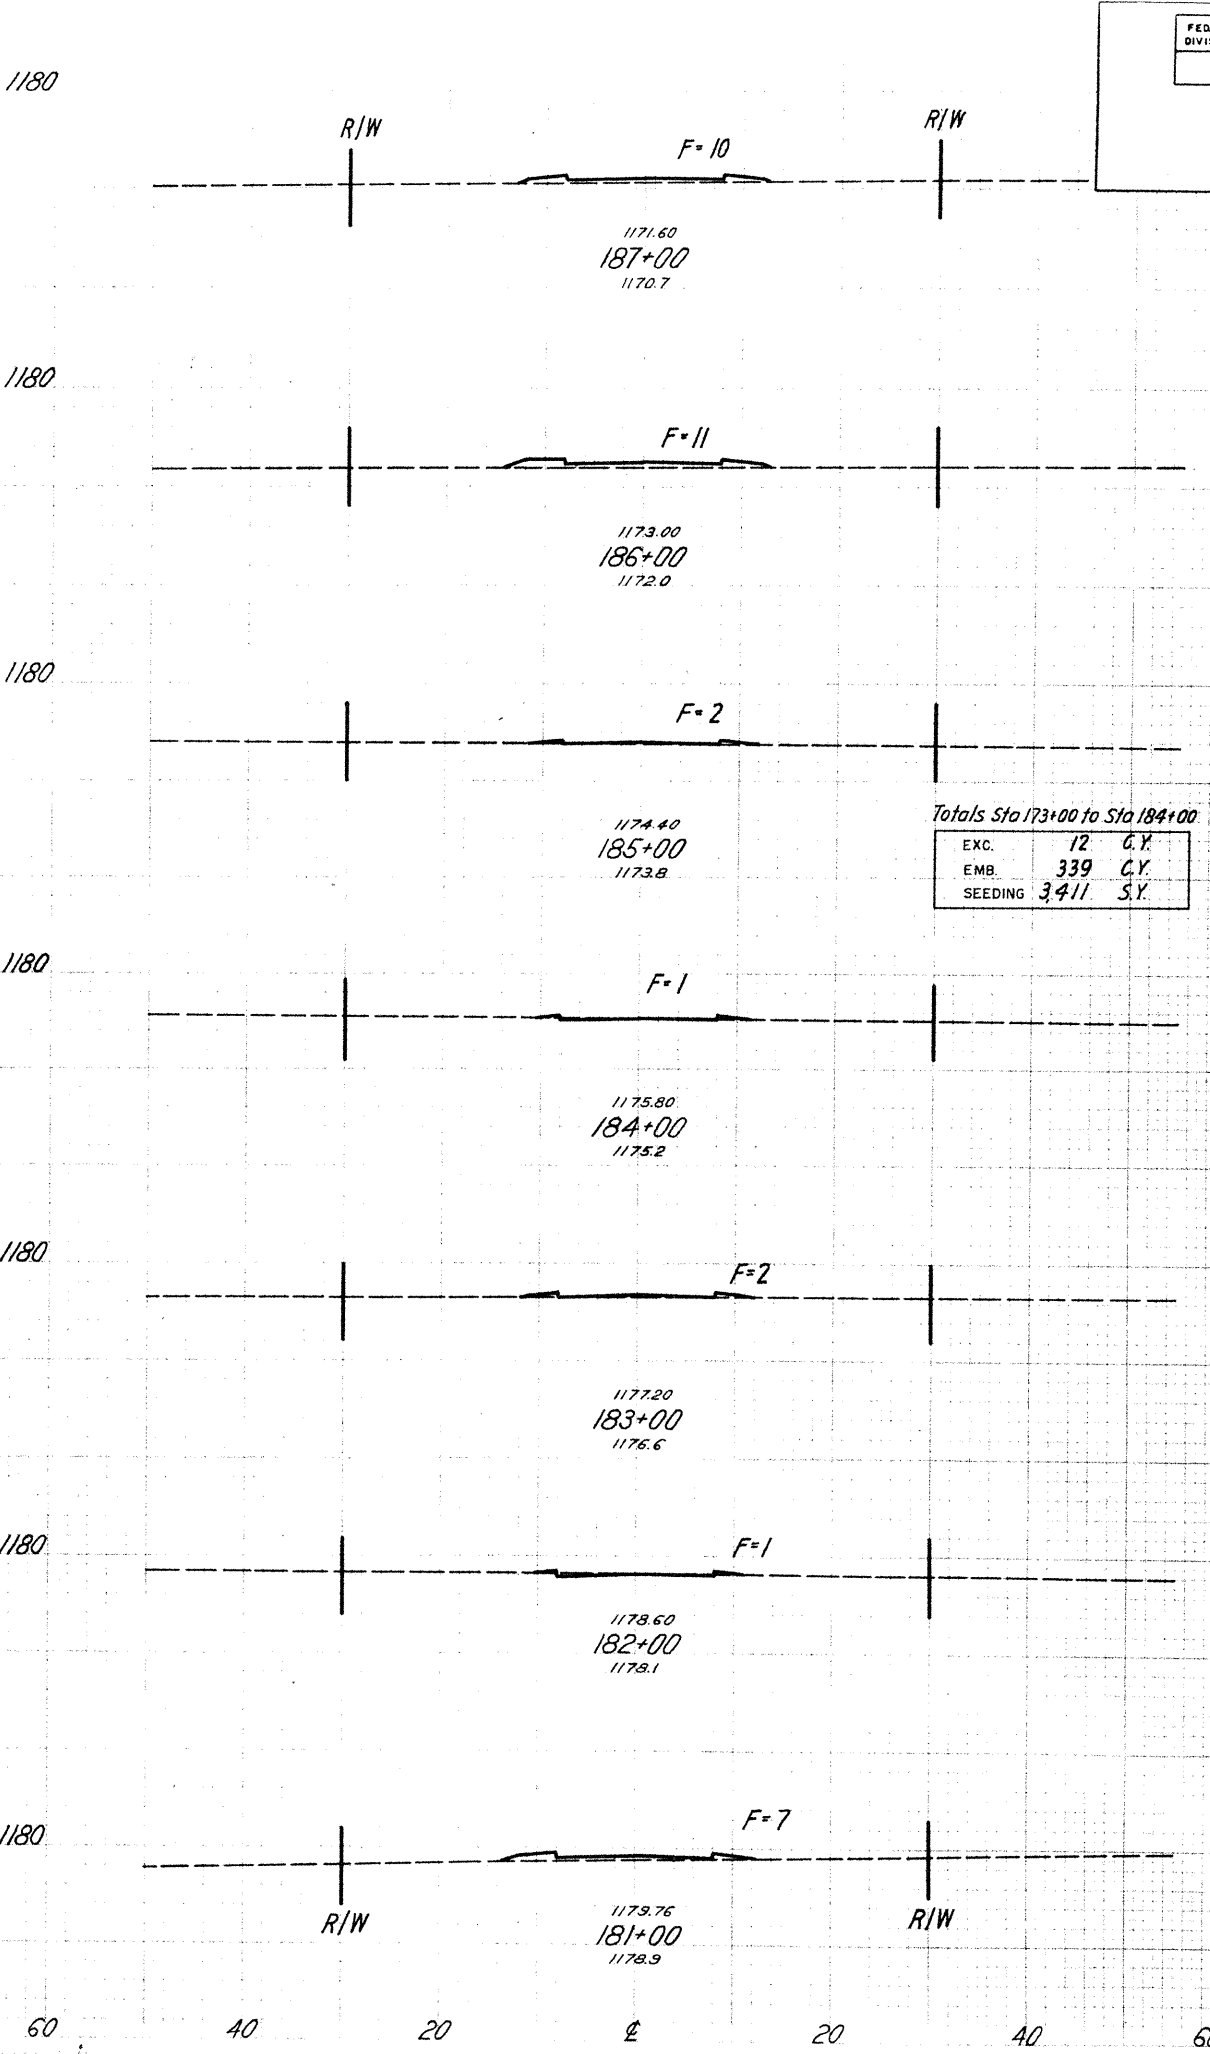 FED.
DIVIS
1180
R/W
R/W
F=10
1171.60
187+00
1170.7
1180
F=11
1173.00
186+00
1172.0
1180
F=2
1174.40
185+00
1173.8
Totals Sta 173+00 to Sta 184+00
EXC. 12 C.Y.
EMB. 339 C.Y.
SEEDING 3,411 S.Y.
1180
F=1
1175.80
184+00
1175.2
1180
F=2
1177.20
183+00
1176.6
1180
F=1
1178.60
182+00
1178.1
1180
F=7
R/W
R/W
1179.76
181+00
1178.9
60 40 20 ℄ 20 40 60